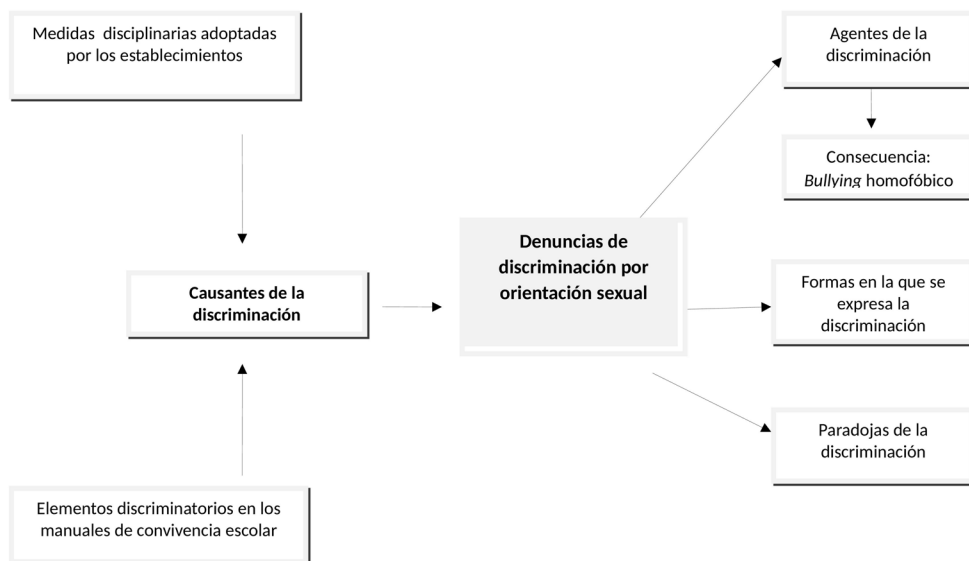 Medidas disciplinarias adoptadas
por los establecimientos
Agentes de la
discriminación
Consecuencia:
Bullying homofóbico
Denuncias de
discriminación por
orientación sexual
Causantes de la
discriminación
Formas en la que se
expresa la
discriminación
Paradojas de la
discriminación
Elementos discriminatorios en los
manuales de convivencia escolar